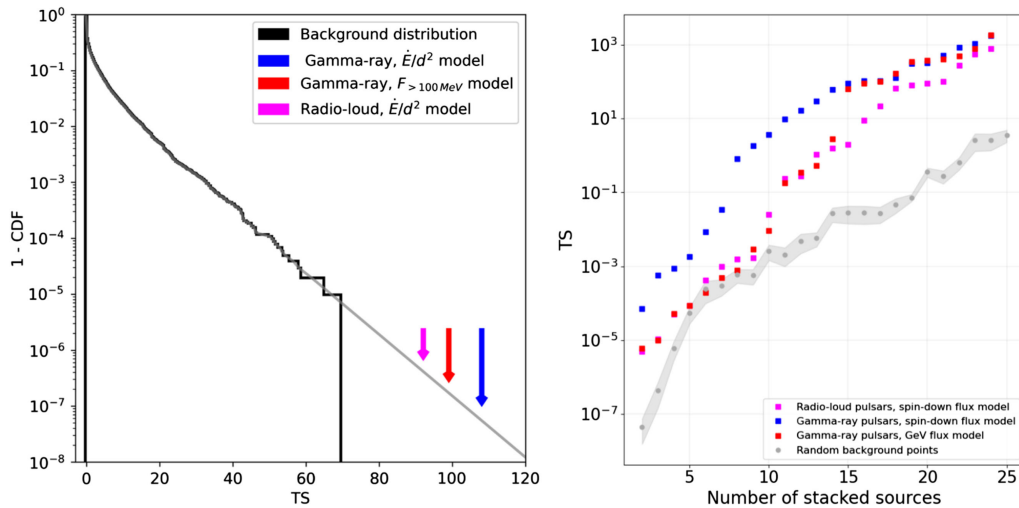 10⁰
10⁻¹
10⁻²
10⁻³
10⁻⁴
10⁻⁵
10⁻⁶
10⁻⁷
10⁻⁸
1 - CDF
0 20 40 60 80 100 120
TS
Background distribution
Gamma-ray, Ė/d² model
Gamma-ray, F>100 MeV model
Radio-loud, Ė/d² model
10³
10¹
10⁻¹
10⁻³
10⁻⁵
10⁻⁷
TS
5 10 15 20 25
Number of stacked sources
Radio-loud pulsars, spin-down flux model
Gamma-ray pulsars, spin-down flux model
Gamma-ray pulsars, GeV flux model
Random background points